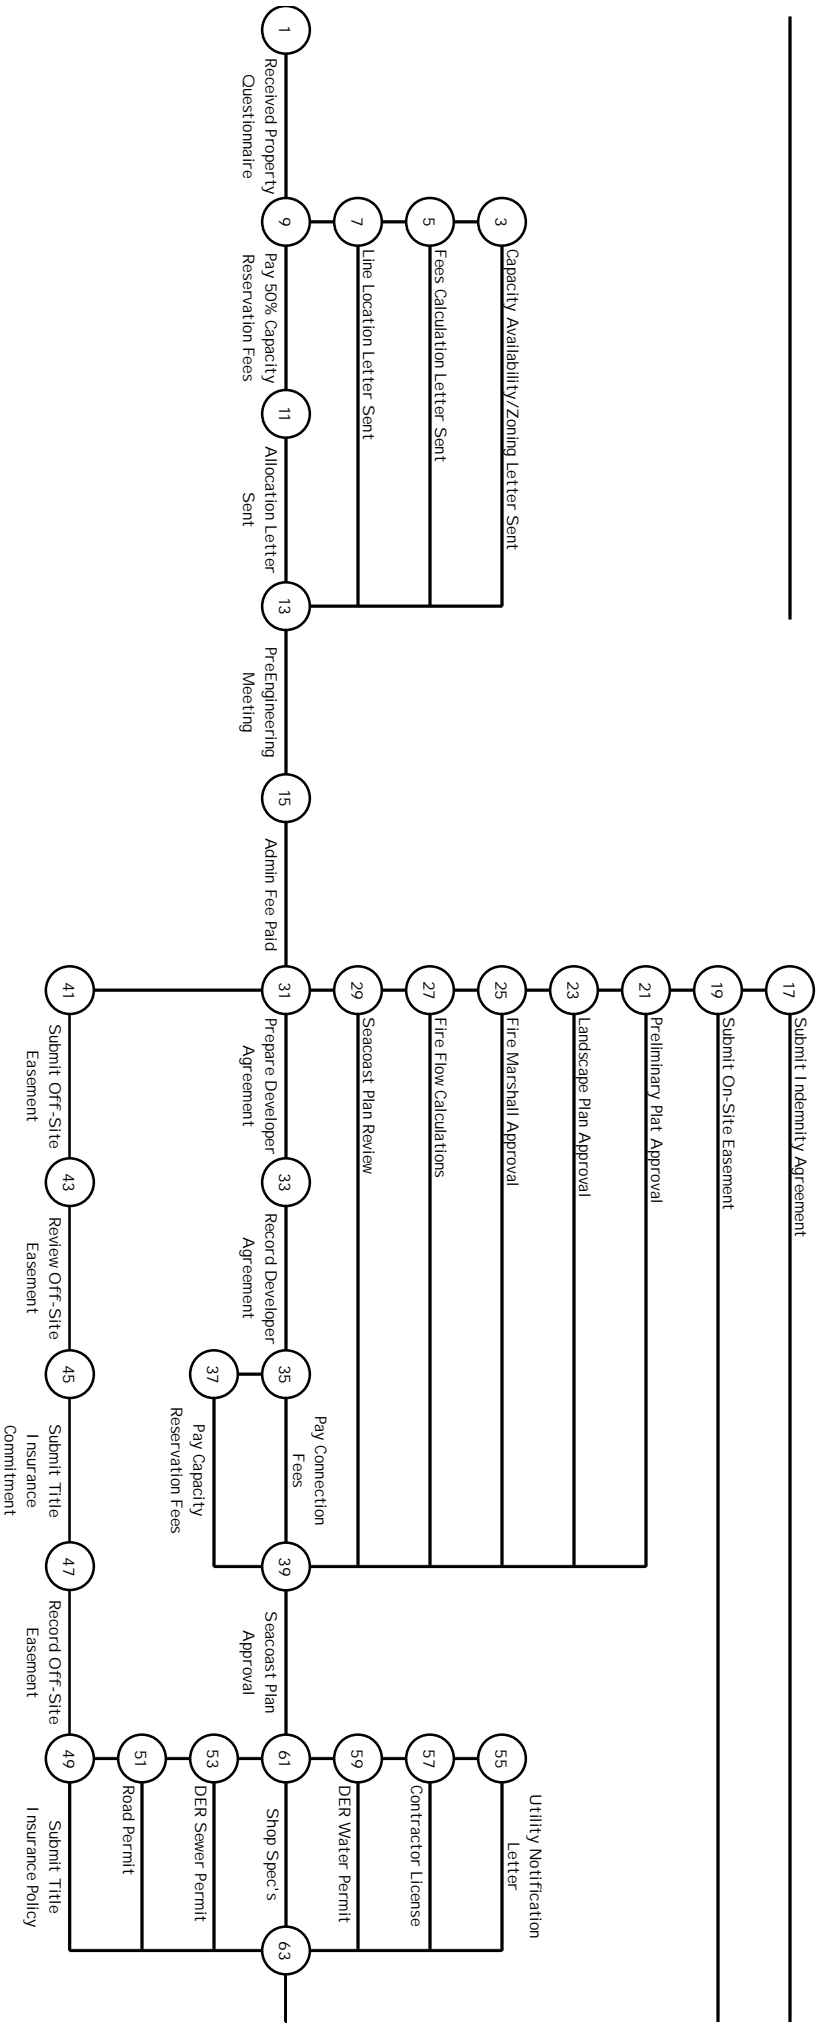 1
Received Property
Questionnaire
3
Capacity Availability/Zoning Letter Sent
5
Fees Calculation Letter Sent
7
Line Location Letter Sent
9
Pay 50% Capacity
Reservation Fees
11
Allocation Letter
Sent
13
PreEngineering
Meeting
15
Admin Fee Paid
17
Submit Indemnity Agreement
19
Submit On-Site Easement
21
Preliminary Plat Approval
23
Landscape Plan Approval
25
Fire Marshall Approval
27
Fire Flow Calculations
29
Seacoast Plan Review
31
Prepare Developer
Agreement
33
Record Developer
Agreement
35
Pay Connection
Fees
37
Pay Capacity
Reservation Fees
39
Seacoast Plan
Approval
41
Submit Off-Site
Easement
43
Review Off-Site
Easement
45
Submit Title
Insurance
Commitment
47
Record Off-Site
Easement
55
Utility Notification
Letter
57
Contractor License
59
DER Water Permit
61
Shop Spec's
53
DER Sewer Permit
51
Road Permit
49
Submit Title
Insurance Policy
63